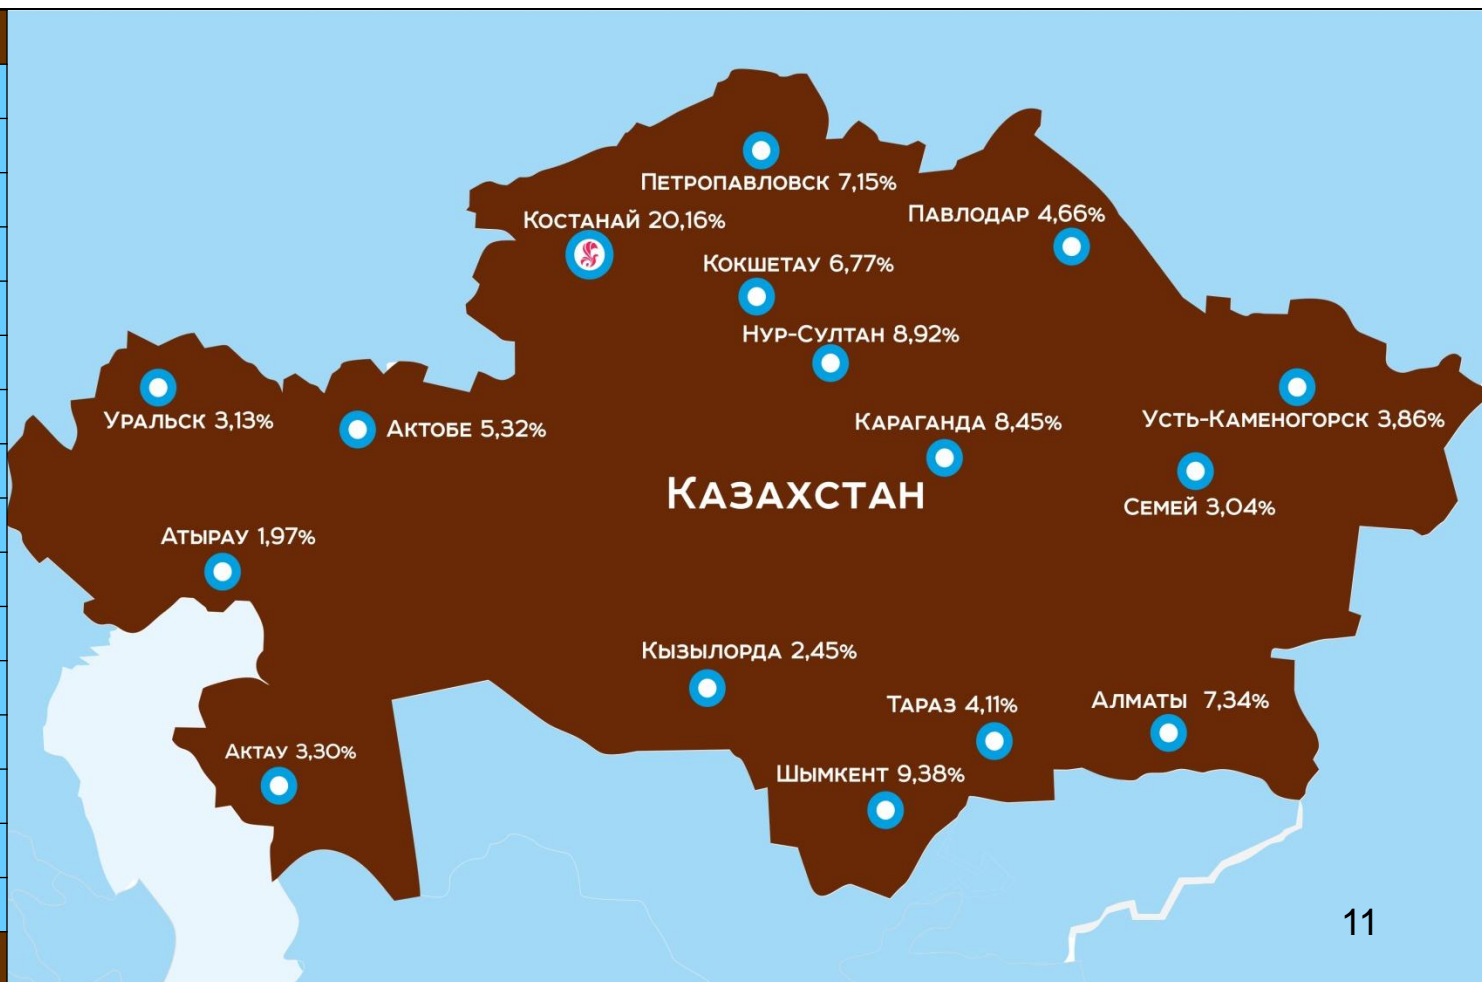 Петропавловск 7,15%
Павлодар 4,66%
Костанай 20,16%
Кокшетау 6,77%
Нур-Султан 8,92%
Уральск 3,13%
Актобе 5,32%
Караганда 8,45%
Усть-Каменогорск 3,86%
Казахстан
Семей 3,04%
Атырау 1,97%
Кызылорда 2,45%
Тараз 4,11%
Алматы 7,34%
Актау 3,30%
Шымкент 9,38%
11